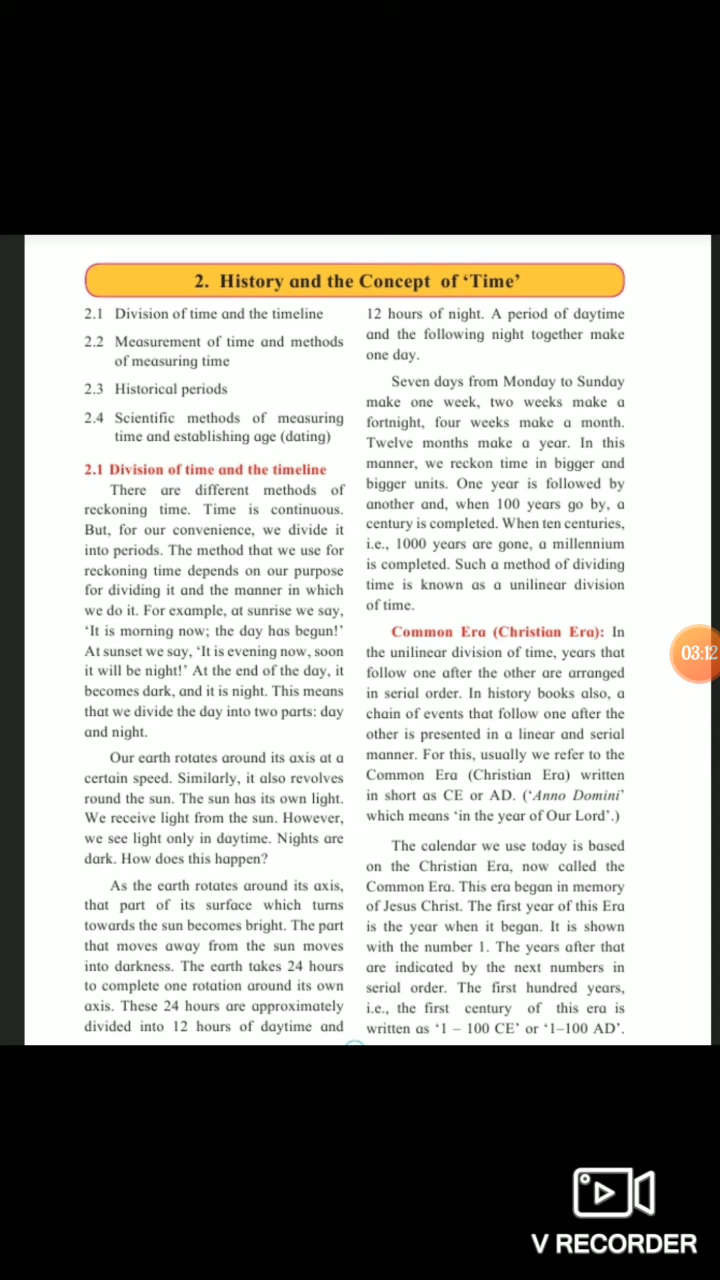 2. History and the Concept of ‘Time’
2.1 Division of time and the timeline
2.2 Measurement of time and methods
of measuring time
2.3 Historical periods
2.4 Scientific methods of measuring
time and establishing age (dating)
2.1 Division of time and the timeline
There are different methods of
reckoning time. Time is continuous.
But, for our convenience, we divide it
into periods. The method that we use for
reckoning time depends on our purpose
for dividing it and the manner in which
we do it. For example, at sunrise we say,
‘It is morning now; the day has begun!’
At sunset we say, ‘It is evening now, soon
it will be night!’ At the end of the day, it
becomes dark, and it is night. This means
that we divide the day into two parts: day
and night.
Our earth rotates around its axis at a
certain speed. Similarly, it also revolves
round the sun. The sun has its own light.
We receive light from the sun. However,
we see light only in daytime. Nights are
dark. How does this happen?
As the earth rotates around its axis,
that part of its surface which turns
towards the sun becomes bright. The part
that moves away from the sun moves
into darkness. The earth takes 24 hours
to complete one rotation around its own
axis. These 24 hours are approximately
divided into 12 hours of daytime and
12 hours of night. A period of daytime
and the following night together make
one day.
Seven days from Monday to Sunday
make one week, two weeks make a
fortnight, four weeks make a month.
Twelve months make a year. In this
manner, we reckon time in bigger and
bigger units. One year is followed by
another and, when 100 years go by, a
century is completed. When ten centuries,
i.e., 1000 years are gone, a millennium
is completed. Such a method of dividing
time is known as a unilinear division
of time.
Common Era (Christian Era): In
the unilinear division of time, years that
follow one after the other are arranged
in serial order. In history books also, a
chain of events that follow one after the
other is presented in a linear and serial
manner. For this, usually we refer to the
Common Era (Christian Era) written
in short as CE or AD. (‘Anno Domini’
which means ‘in the year of Our Lord’.)
The calendar we use today is based
on the Christian Era, now called the
Common Era. This era began in memory
of Jesus Christ. The first year of this Era
is the year when it began. It is shown
with the number 1. The years after that
are indicated by the next numbers in
serial order. The first hundred years,
i.e., the first century of this era is
written as ‘1 – 100 CE’ or ‘1–100 AD’.
03:12
V RECORDER